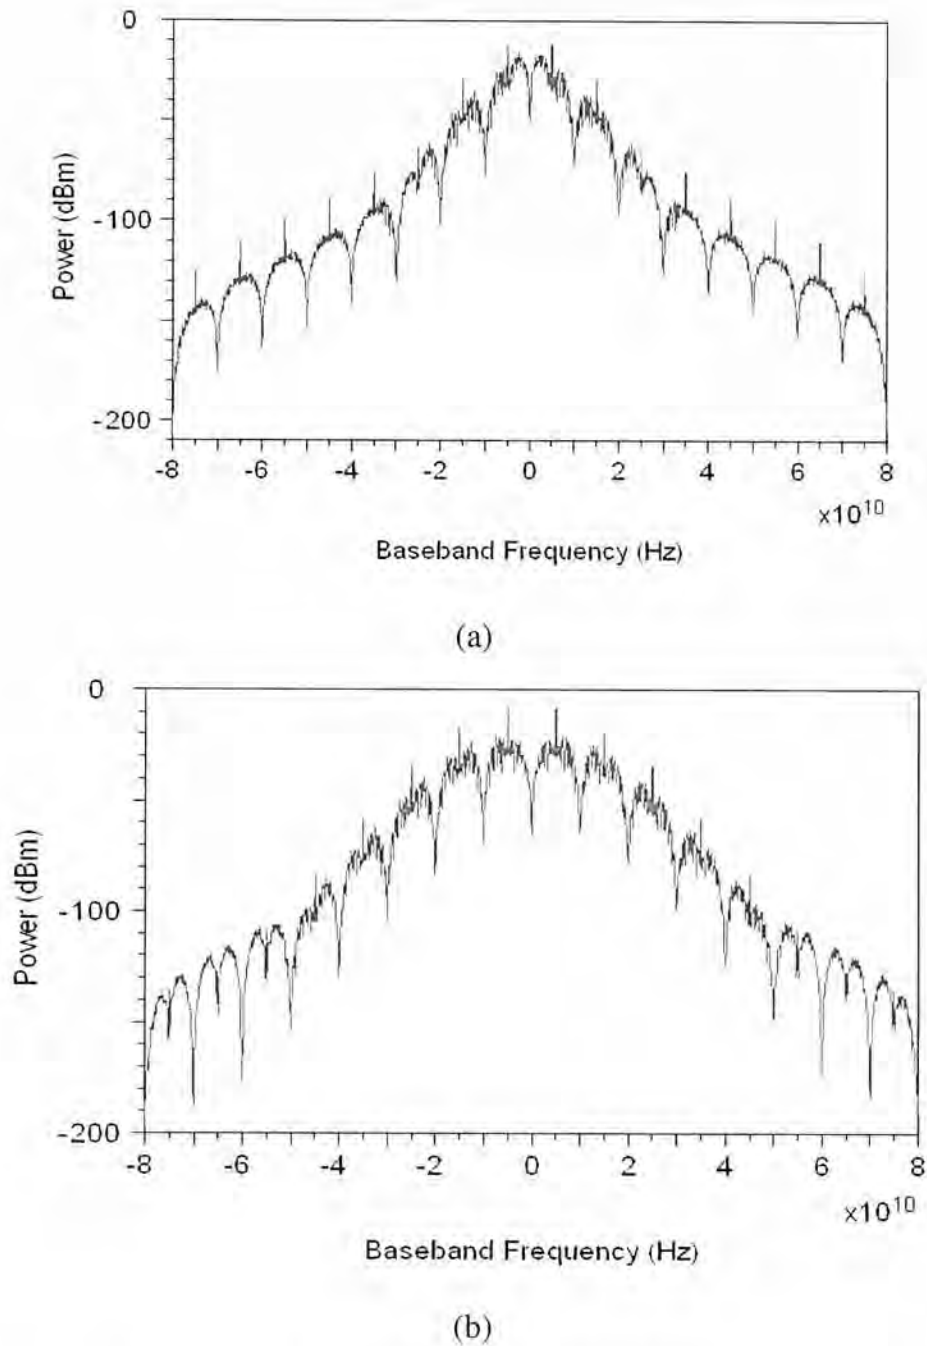 0
-100
-200
Power (dBm)
-8 -6 -4 -2 0 2 4 6 8
x10^10
Baseband Frequency (Hz)
(a)
0
-100
-200
Power (dBm)
-8 -6 -4 -2 0 2 4 6 8
x10^10
Baseband Frequency (Hz)
(b)